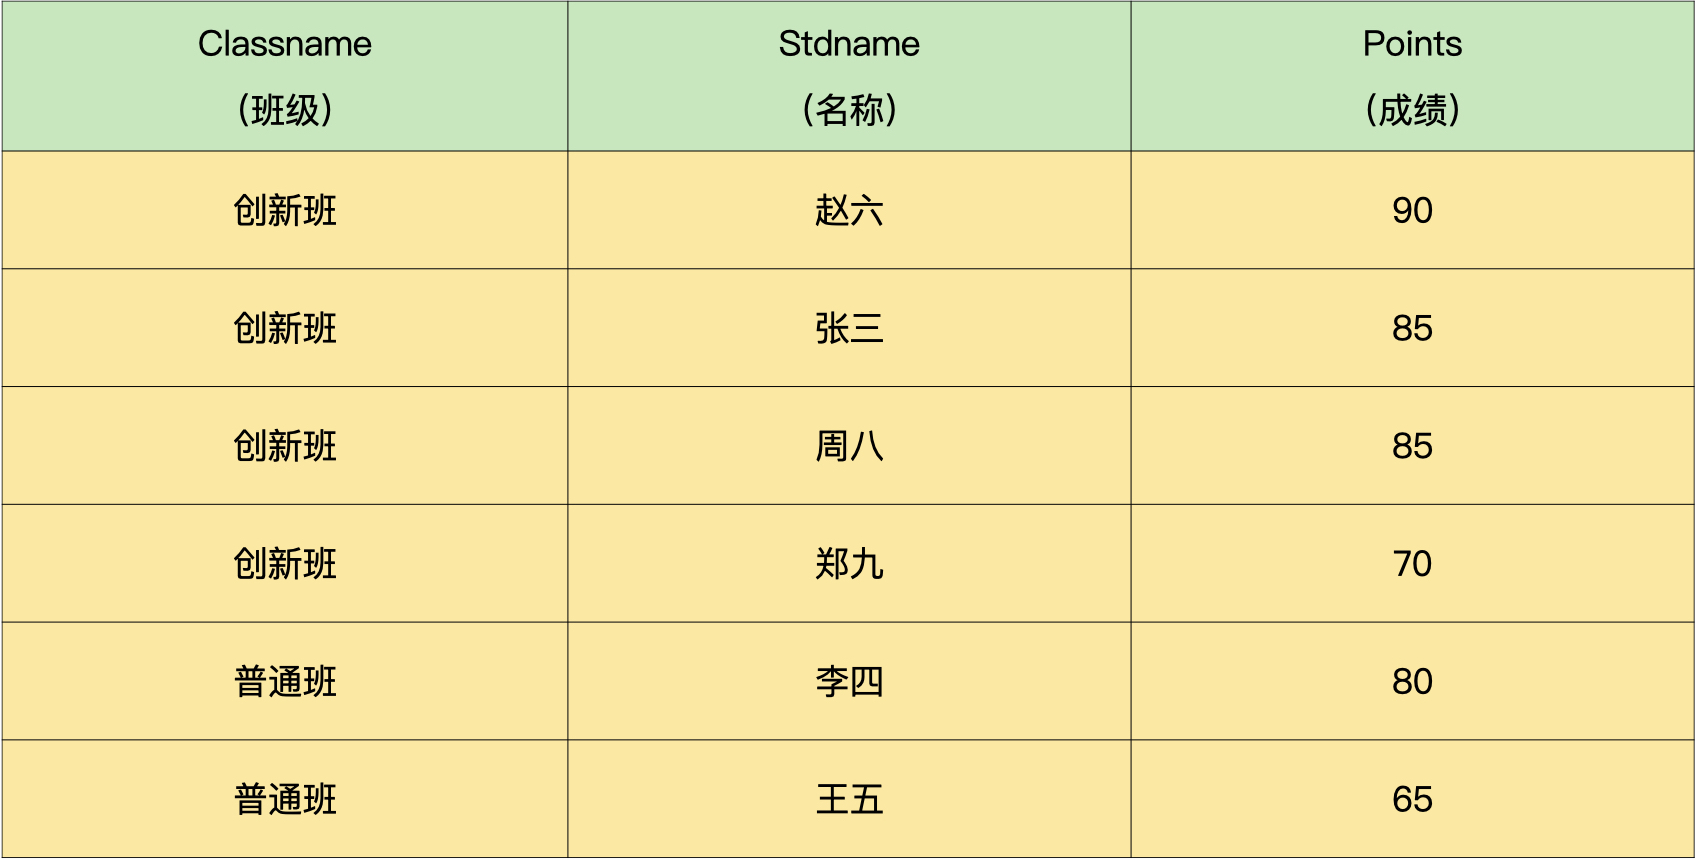 Classname Stdname Points
（班级） （名称） （成绩）
创新班 赵六 90
创新班 张三 85
创新班 周八 85
创新班 郑九 70
普通班 李四 80
普通班 王五 65